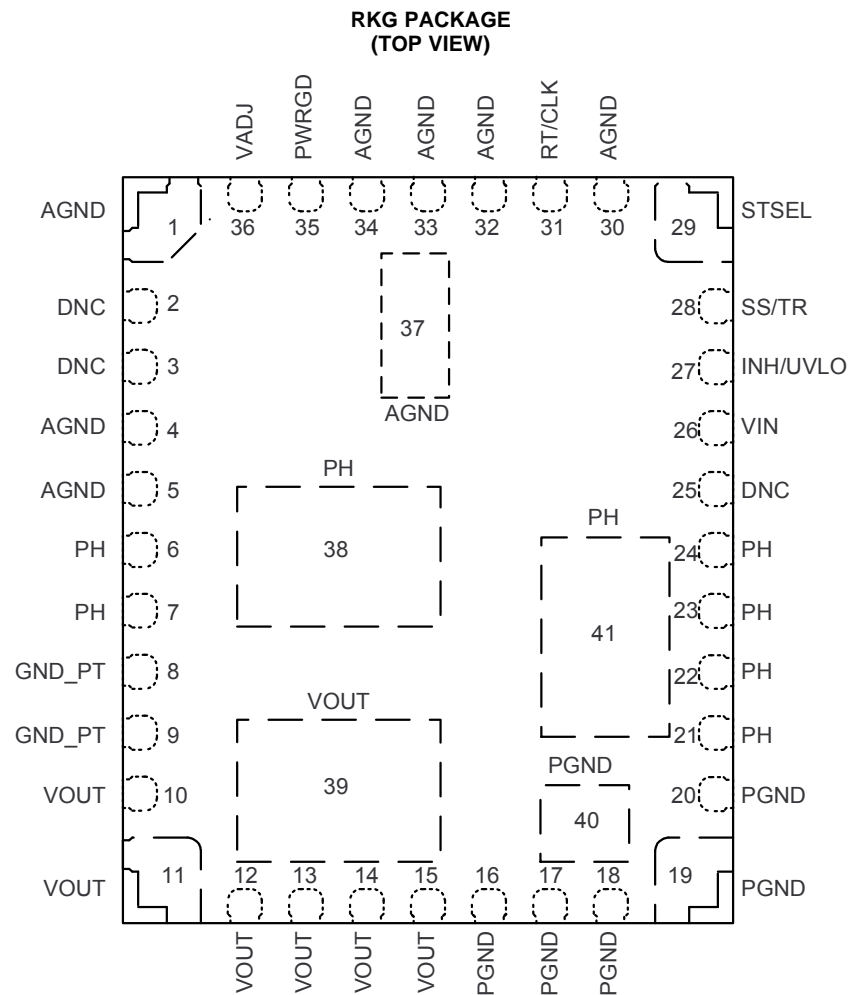 RKG PACKAGE
(TOP VIEW)
VADJ
PWRGD
AGND
AGND
AGND
RT/CLK
AGND
AGND
1
36
35
34
33
32
31
30
29
STSEL
DNC
2
28
SS/TR
DNC
3
37
27
INH/UVLO
AGND
AGND
4
26
VIN
AGND
5
PH
25
DNC
PH
6
38
PH
24
PH
PH
7
41
23
PH
GND_PT
8
22
PH
GND_PT
9
VOUT
21
PH
VOUT
10
39
PGND
40
20
PGND
VOUT
11
12
13
14
15
16
17
18
19
PGND
VOUT
VOUT
VOUT
VOUT
PGND
PGND
PGND